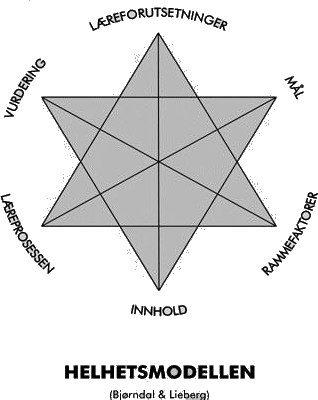 LÆREFORUTSETNINGER
VURDERING
MÅL
LÆREPROSESSEN
RAMMEFAKTORER
INNHOLD
HELHETSMODELLEN
(Bjørndal & Lieberg)